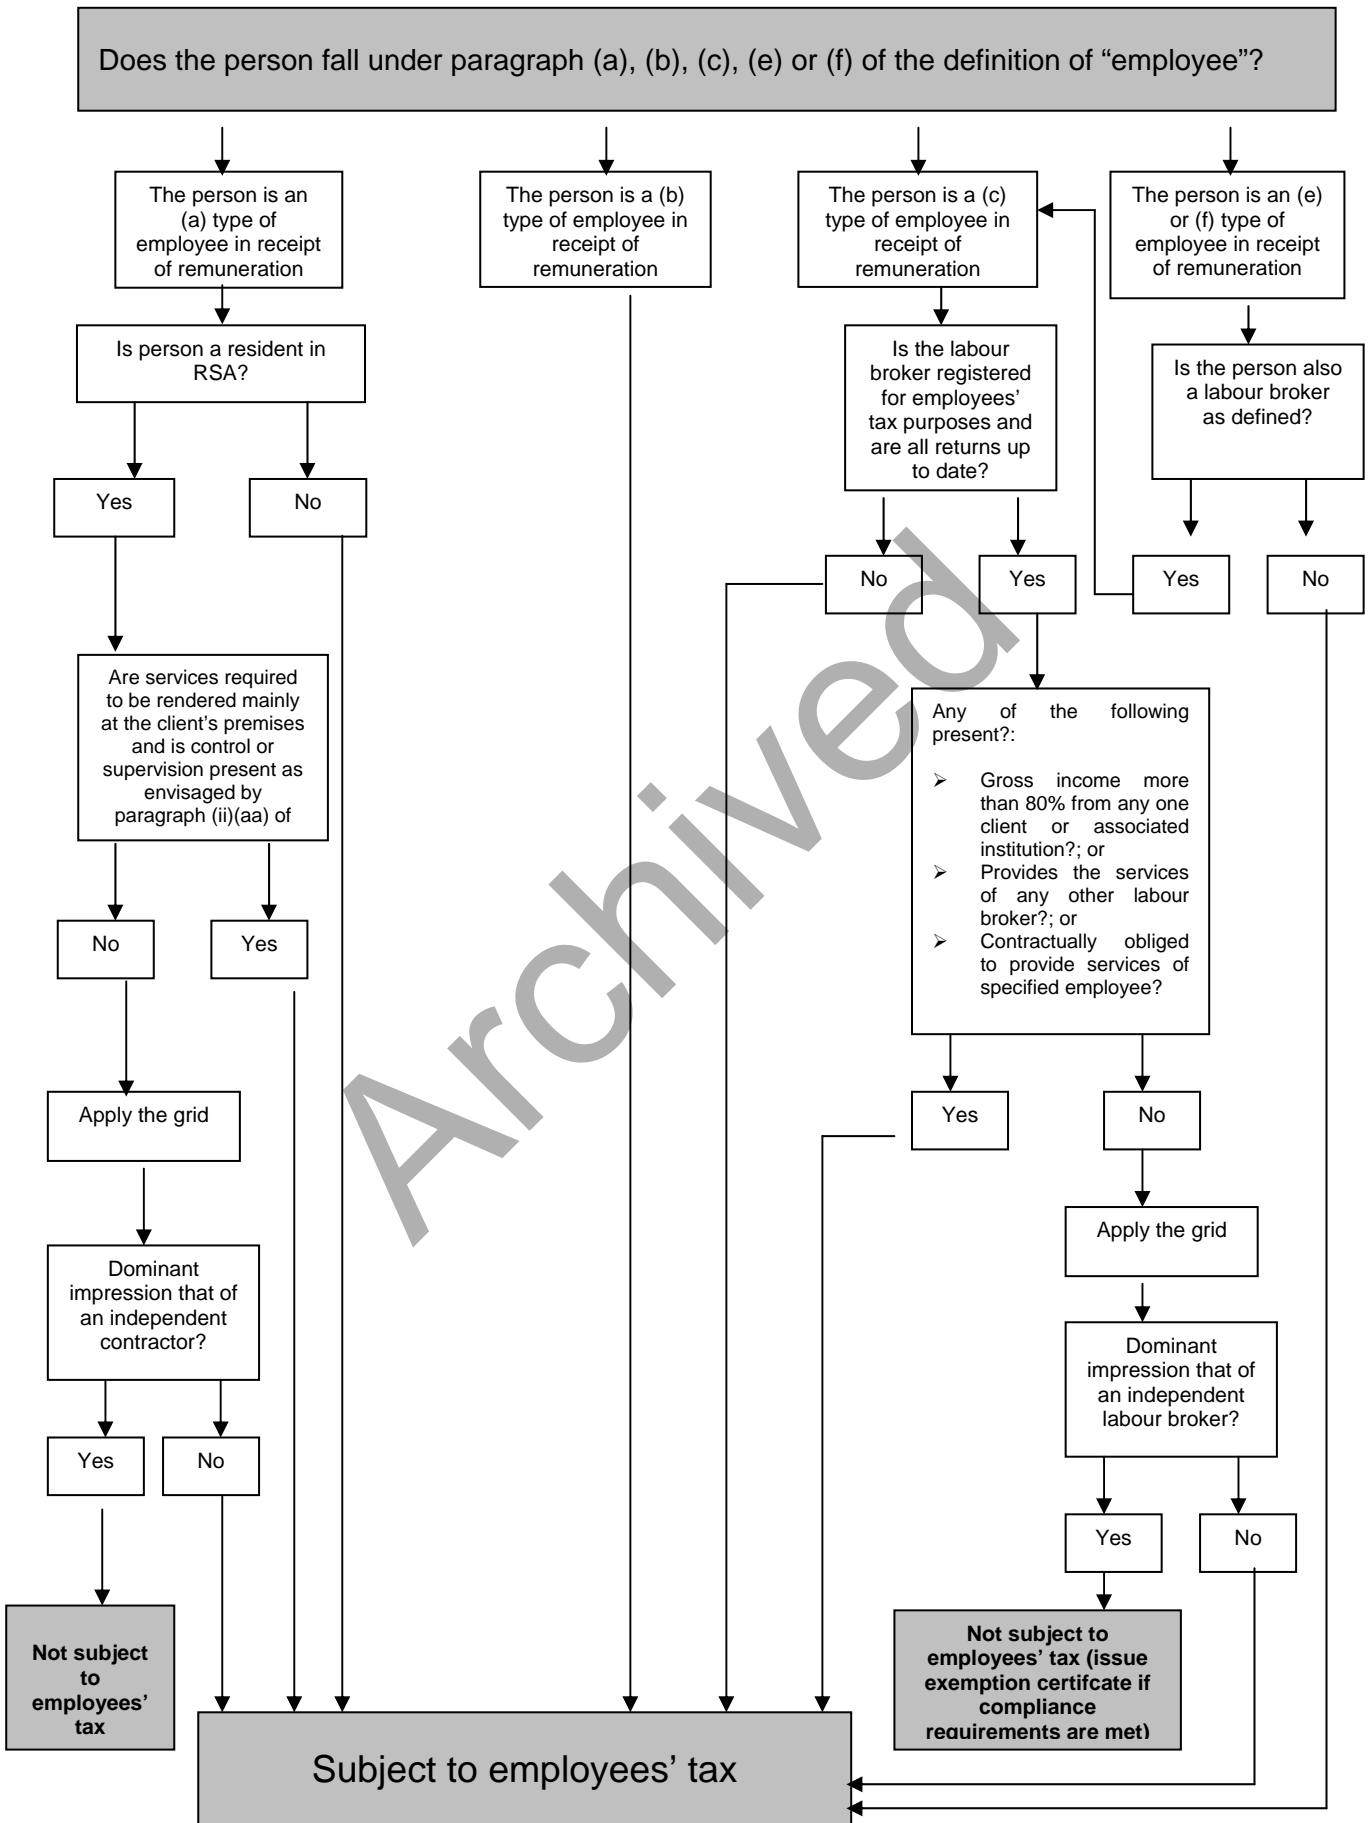 Does the person fall under paragraph (a), (b), (c), (e) or (f) of the definition of “employee”?
The person is an
(a) type of
employee in receipt
of remuneration
The person is a (b)
type of employee in
receipt of
remuneration
The person is a (c)
type of employee in
receipt of
remuneration
The person is an (e)
or (f) type of
employee in receipt
of remuneration
Is person a resident in
RSA?
Is the labour
broker registered
for employees’
tax purposes and
are all returns up
to date?
Is the person also
a labour broker
as defined?
Yes
No
No
Yes
Yes
No
Are services required
to be rendered mainly
at the client’s premises
and is control or
supervision present as
envisaged by
paragraph (ii)(aa) of
Any of the following
present?:
➢ Gross income more
than 80% from any one
client or associated
institution?; or
➢ Provides the services
of any other labour
broker?; or
➢ Contractually obliged
to provide services of
specified employee?
No
Yes
Apply the grid
Yes
No
Apply the grid
Dominant
impression that of
an independent
contractor?
Dominant
impression that of
an independent
labour broker?
Yes
No
Yes
No
Not subject
to
employees’
tax
Not subject to
employees’ tax (issue
exemption certifcate if
compliance
requirements are met)
Subject to employees’ tax
Archived